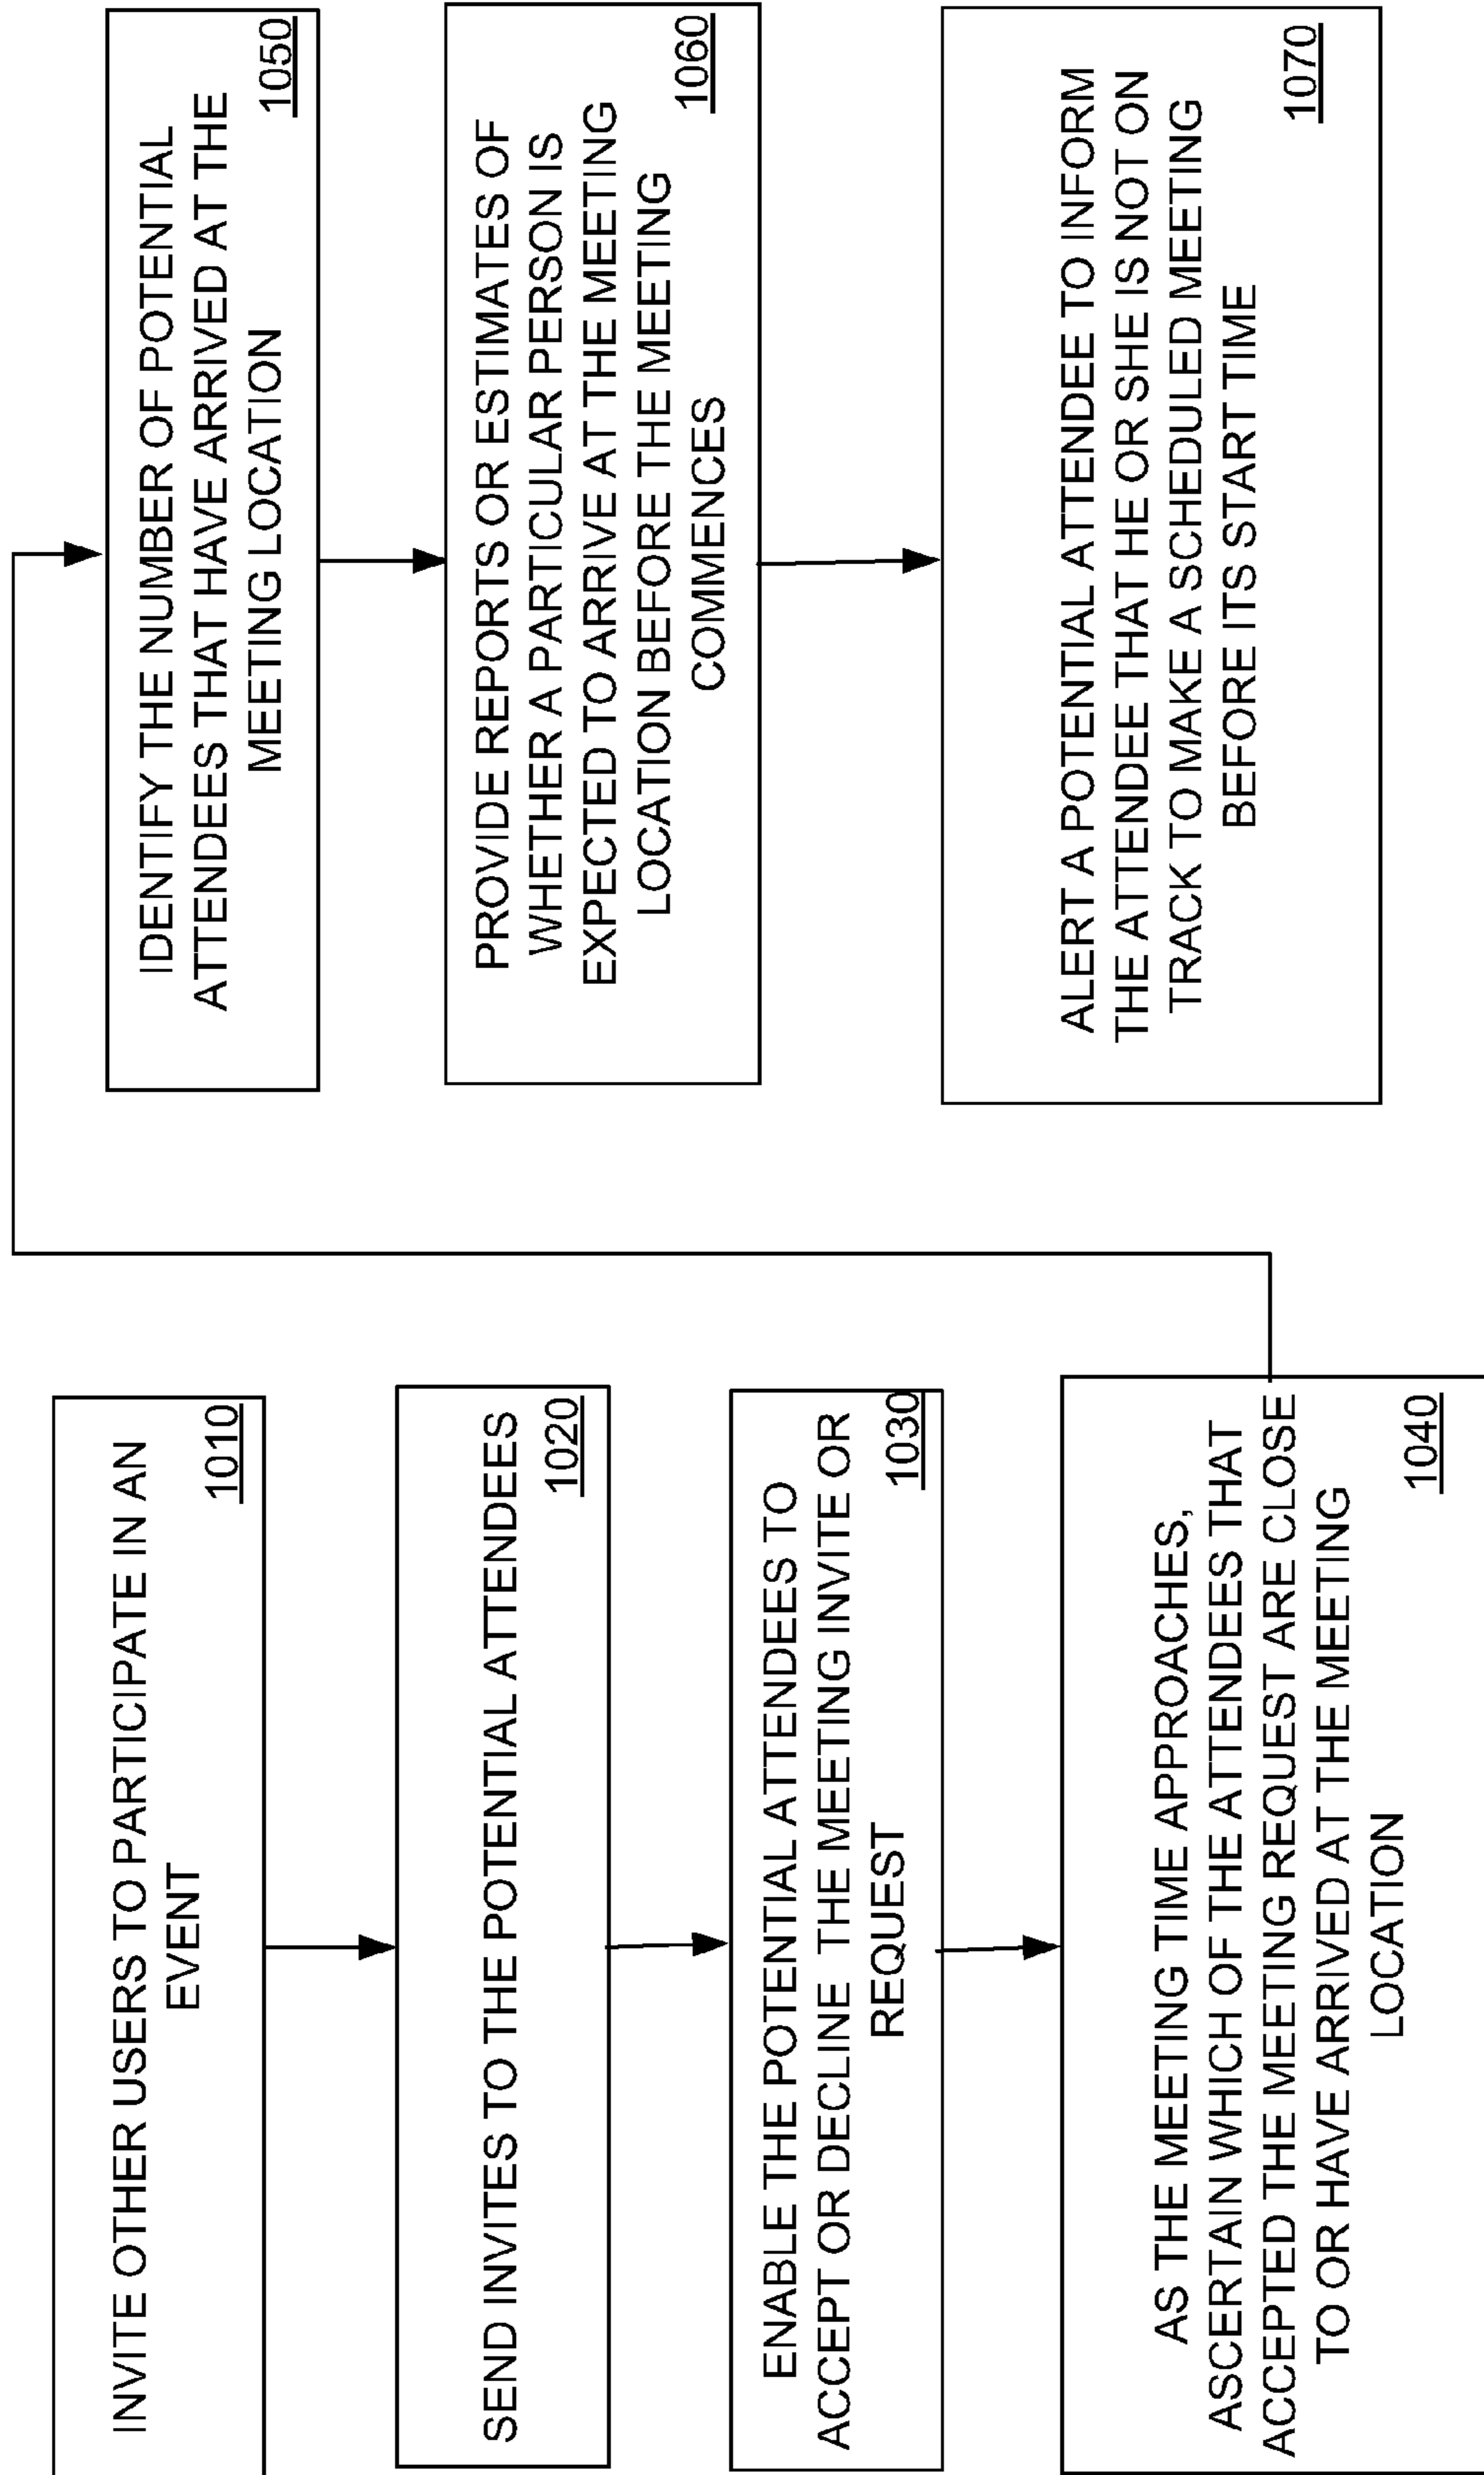 INVITE OTHER USERS TO PARTICIPATE IN AN
EVENT
1010
SEND INVITES TO THE POTENTIAL ATTENDEES
1020
ENABLE THE POTENTIAL ATTENDEES TO
ACCEPT OR DECLINE THE MEETING INVITE OR
REQUEST
1030
AS THE MEETING TIME APPROACHES,
ASCERTAIN WHICH OF THE ATTENDEES THAT
ACCEPTED THE MEETING REQUEST ARE CLOSE
TO OR HAVE ARRIVED AT THE MEETING
LOCATION
1040
IDENTIFY THE NUMBER OF POTENTIAL
ATTENDEES THAT HAVE ARRIVED AT THE
MEETING LOCATION
1050
PROVIDE REPORTS OR ESTIMATES OF
WHETHER A PARTICULAR PERSON IS
EXPECTED TO ARRIVE AT THE MEETING
LOCATION BEFORE THE MEETING
COMMENCES
1060
ALERT A POTENTIAL ATTENDEE TO INFORM
THE ATTENDEE THAT HE OR SHE IS NOT ON
TRACK TO MAKE A SCHEDULED MEETING
BEFORE ITS START TIME
1070